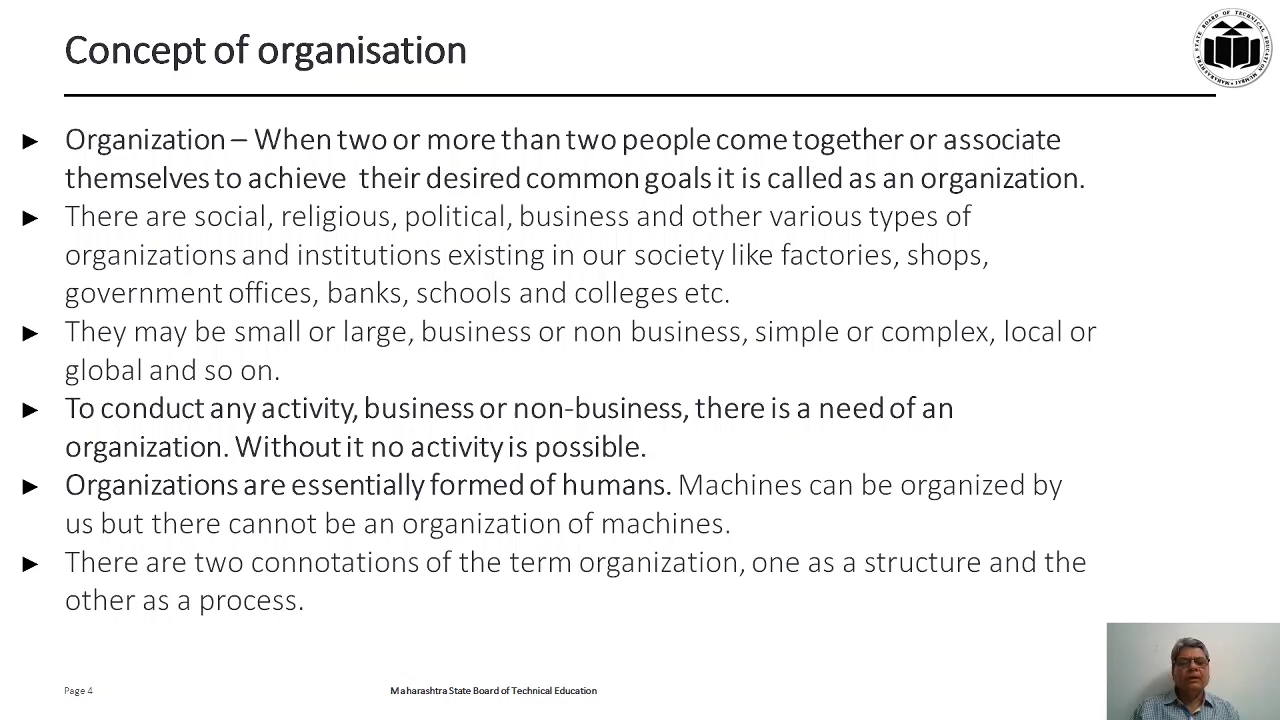 Concept of organisation
MAHARASHTRA STATE BOARD OF TECHNICAL EDUCATION MUMBAI
► Organization – When two or more than two people come together or associate
themselves to achieve their desired common goals it is called as an organization.
► There are social, religious, political, business and other various types of
organizations and institutions existing in our society like factories, shops,
government offices, banks, schools and colleges etc.
► They may be small or large, business or non business, simple or complex, local or
global and so on.
► To conduct any activity, business or non-business, there is a need of an
organization. Without it no activity is possible.
► Organizations are essentially formed of humans. Machines can be organized by
us but there cannot be an organization of machines.
► There are two connotations of the term organization, one as a structure and the
other as a process.
Page 4
Maharashtra State Board of Technical Education